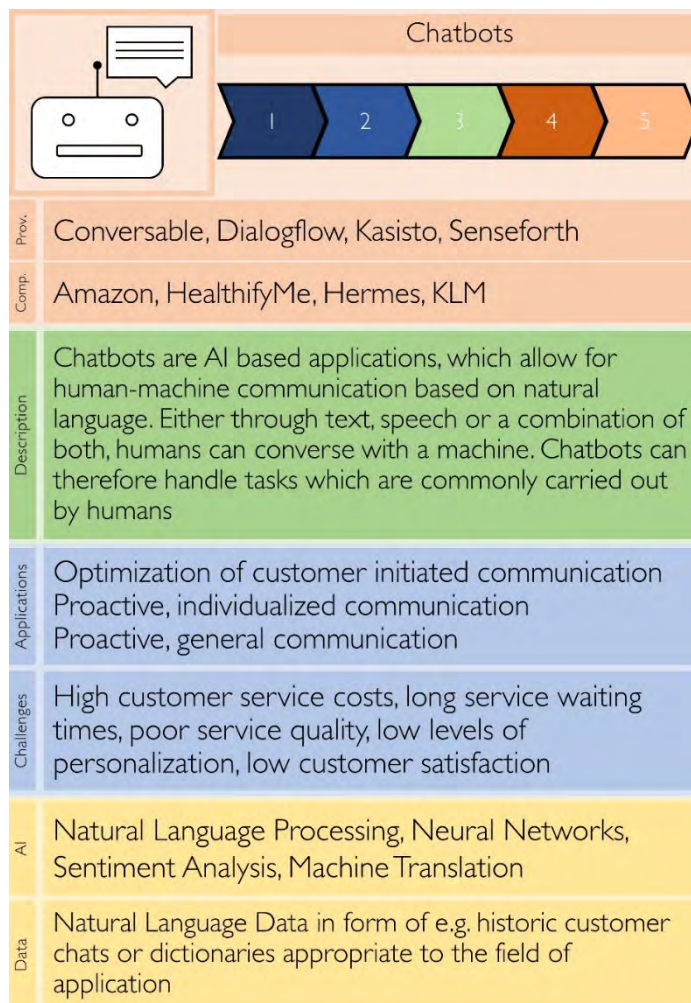 Chatbots
1 2 3 4 5
Prov.
Conversable, Dialogflow, Kasisto, Senseforth
Comp.
Amazon, HealthifyMe, Hermes, KLM
Description
Chatbots are AI based applications, which allow for
human-machine communication based on natural
language. Either through text, speech or a combination of
both, humans can converse with a machine. Chatbots can
therefore handle tasks which are commonly carried out
by humans
Applications
Optimization of customer initiated communication
Proactive, individualized communication
Proactive, general communication
Challenges
High customer service costs, long service waiting
times, poor service quality, low levels of
personalization, low customer satisfaction
AI
Natural Language Processing, Neural Networks,
Sentiment Analysis, Machine Translation
Data
Natural Language Data in form of e.g. historic customer
chats or dictionaries appropriate to the field of
application